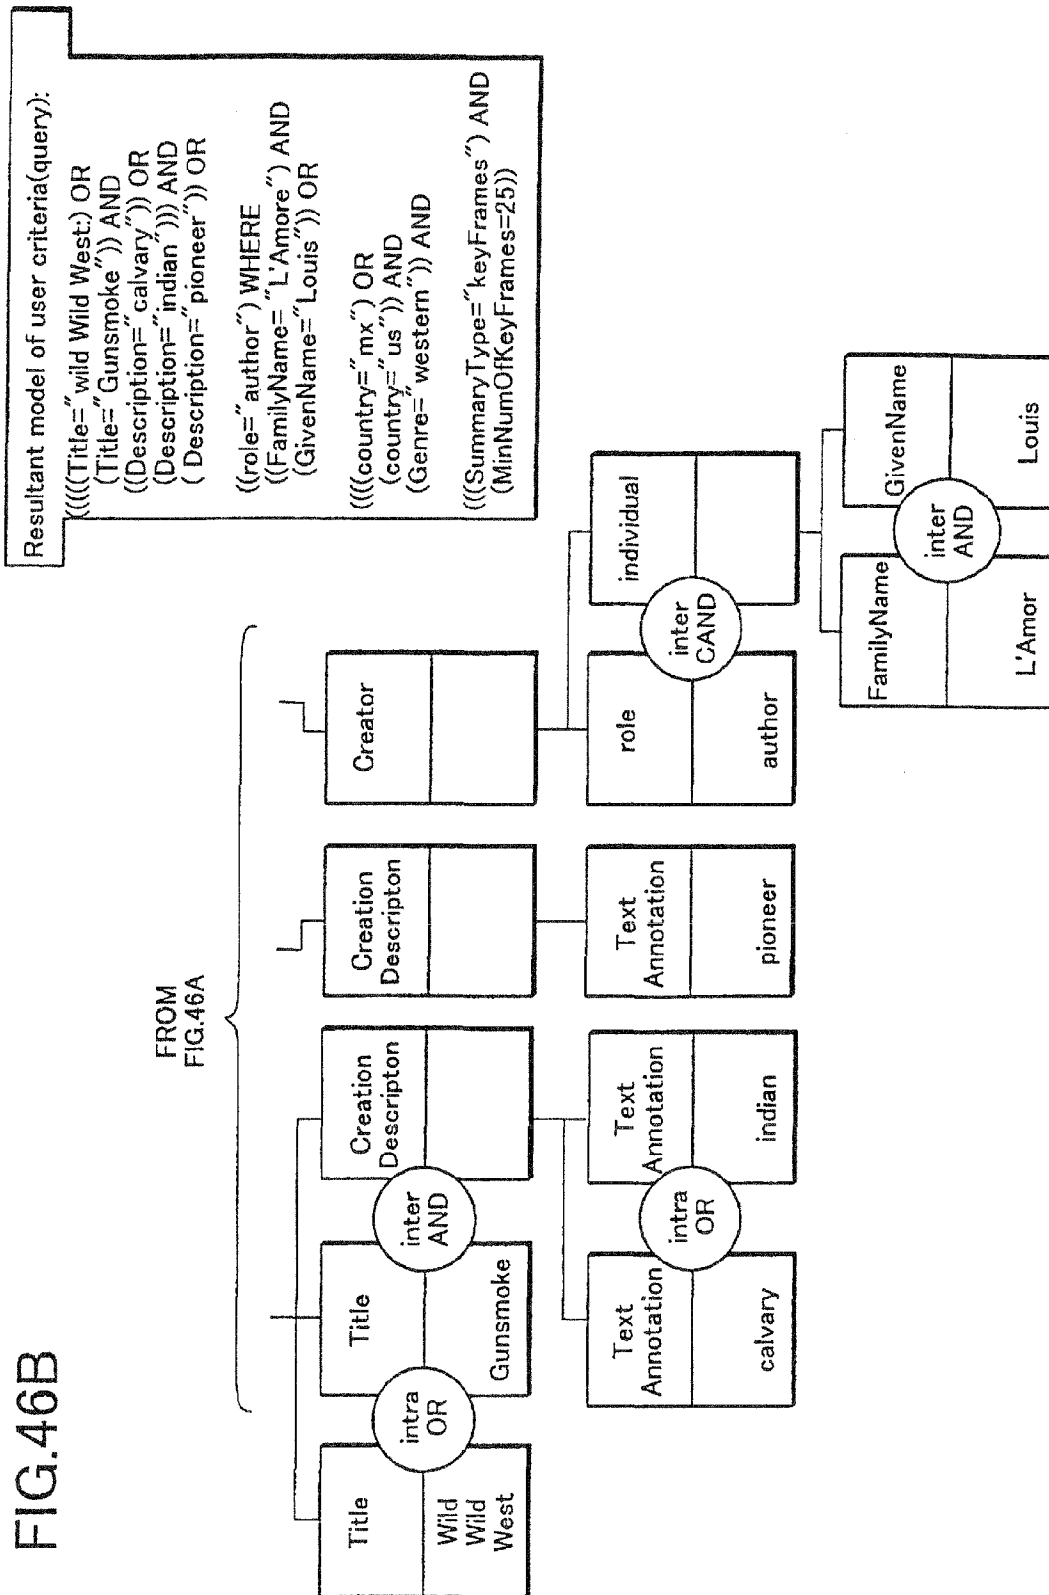 FIG.46B
FROM
FIG.46A
Resultant model of user criteria(query):
(((((Title="wild Wild West:) OR
(Title="Gunsmoke")) AND
((Description="calvary")) OR
(Description="indian"))) AND
( Description="pioneer")) OR
((role="author") WHERE
((FamilyName="L'Amore") AND
(GivenName="Louis")) OR
((((country="mx") OR
(country="us")) AND
(Genre="western")) AND
(((SummaryType="keyFrames") AND
(MinNumOfKeyFrames=25))
Title
Wild
Wild
West
intra
OR
Title
Gunsmoke
inter
AND
Creation
Descripton
Creation
Descripton
Creator
Text
Annotation
calvary
intra
OR
Text
Annotation
indian
Text
Annotation
pioneer
role
author
inter
CAND
individual
FamilyName
L'Amor
inter
AND
GivenName
Louis